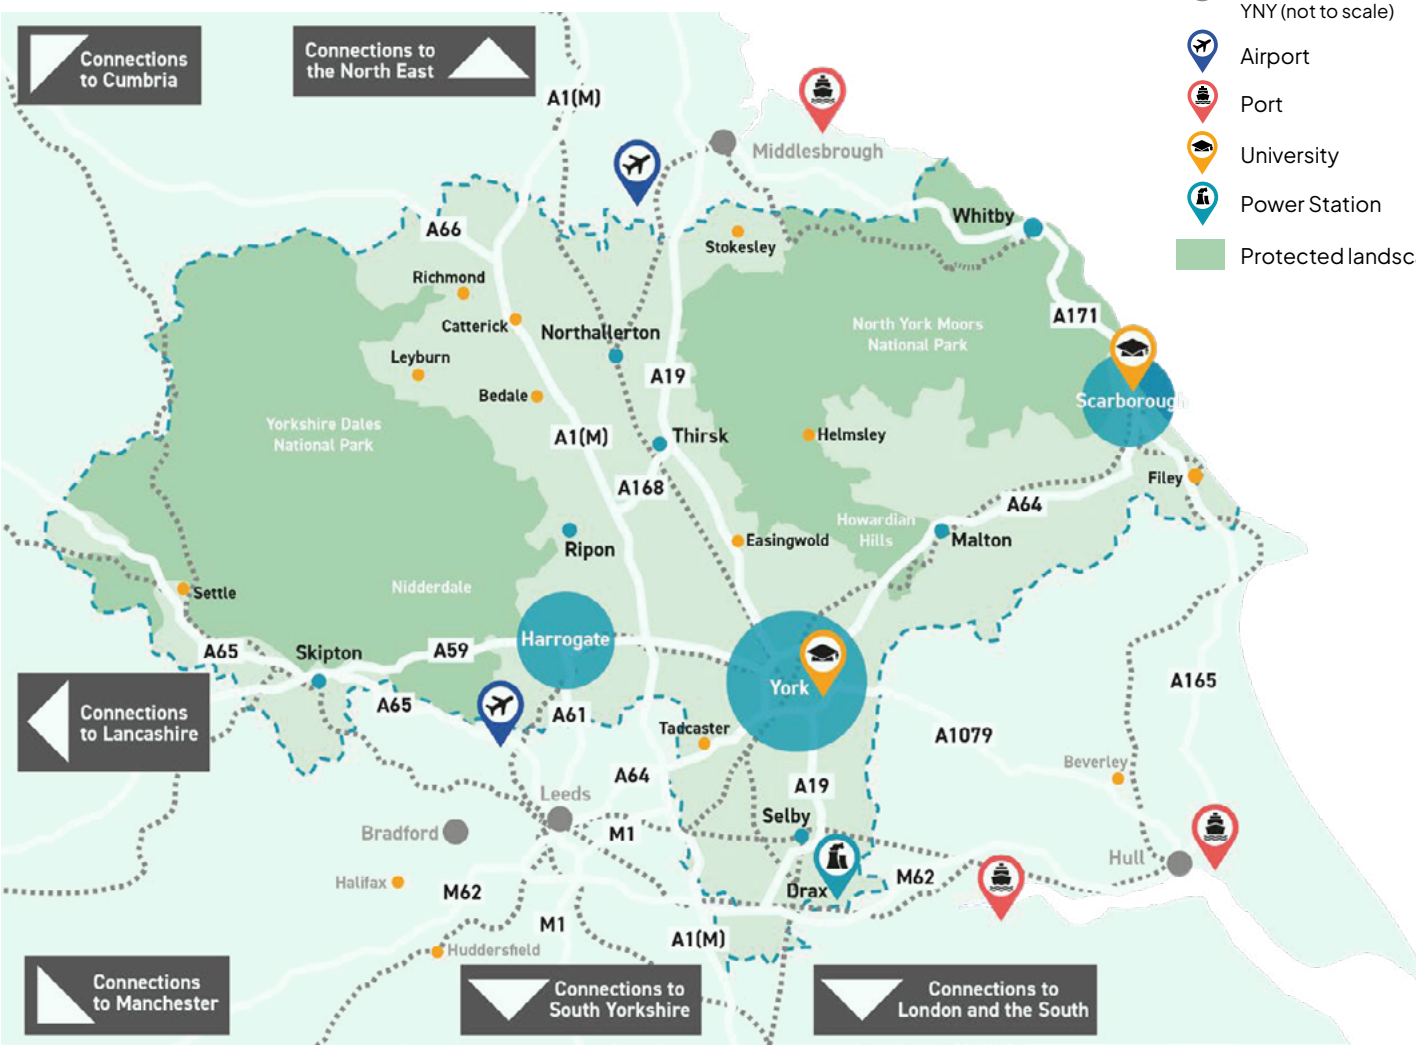 YNY (not to scale)
Airport
Port
University
Power Station
Protected
Connections
to Cumbria
Connections to
the North East
A1(M)
Middlesbrough
Whitby
A66
Stokesley
Richmond
Catterick
Northallerton
A171
North York Moors
National Park
Leyburn
A19
Bedale
Scarborough
Yorkshire Dales
National Park
A1(M)
Thirsk
Helmsley
Filey
A168
A64
Howardian
Hills
Ripon
Easingwold
Malton
Nidderdale
Settle
Harrogate
A65
Skipton
A59
York
A165
Connections
to Lancashire
A65
A61
Tadcaster
A1079
Beverley
A64
A19
Leeds
Selby
Bradford
M1
Hull
Halifax
M62
Drax
M62
M1
A1(M)
Huddersfield
Connections
to Manchester
Connections to
South Yorkshire
Connections to
London and the South